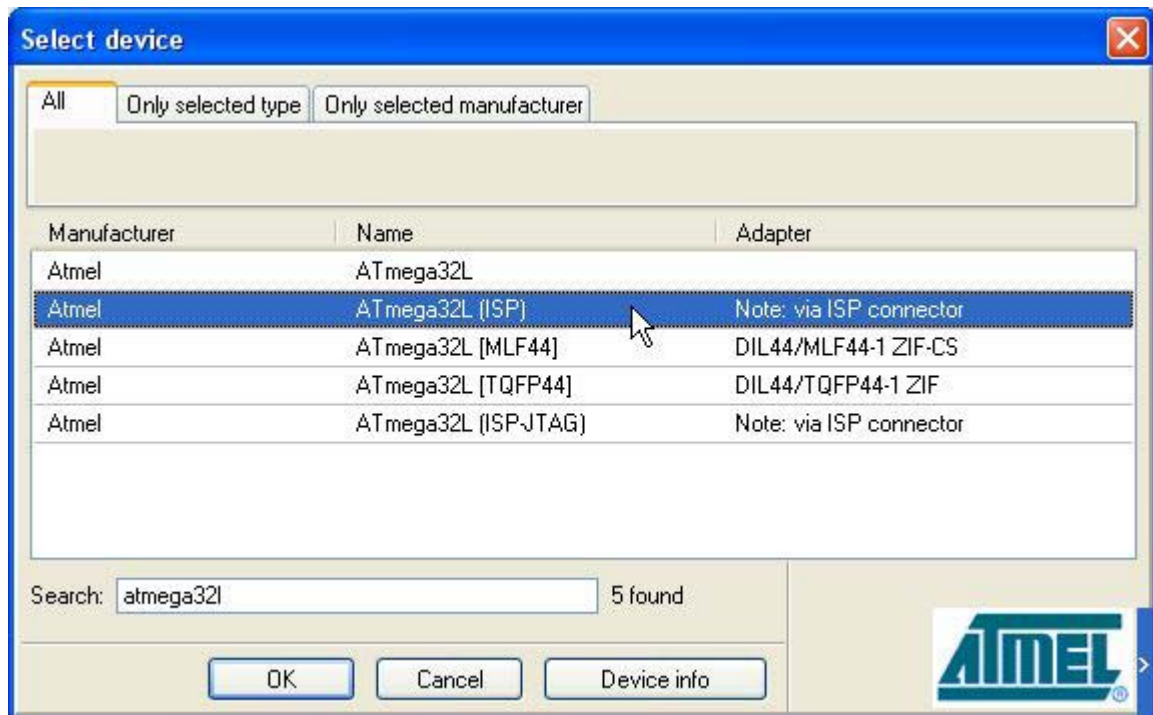 Select device
All Only selected type Only selected manufacturer
Manufacturer Name Adapter
Atmel ATmega32L
Atmel ATmega32L (ISP) Note: via ISP connector
Atmel ATmega32L [MLF44] DIL44/MLF44-1 ZIF-CS
Atmel ATmega32L [TQFP44] DIL44/TQFP44-1 ZIF
Atmel ATmega32L (ISP-JTAG) Note: via ISP connector
Search: atmega32l 5 found
OK Cancel Device info
ATMEL ® >